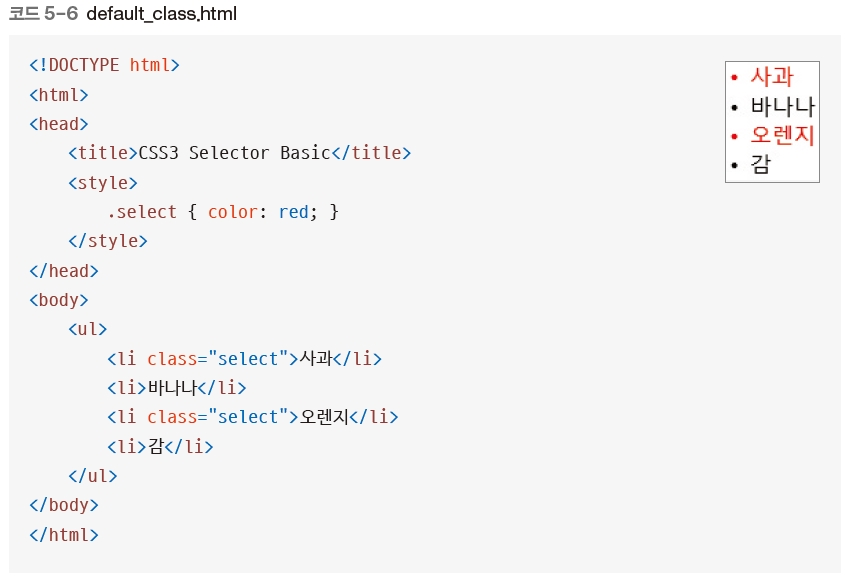 코드 5-6 default_class.html
<!DOCTYPE html>
<html>
<head>
    <title>CSS3 Selector Basic</title>
    <style>
        .select { color: red; }
    </style>
</head>
<body>
    <ul>
        <li class="select">사과</li>
        <li>바나나</li>
        <li class="select">오렌지</li>
        <li>감</li>
    </ul>
</body>
</html>
• 사과
• 바나나
• 오렌지
• 감